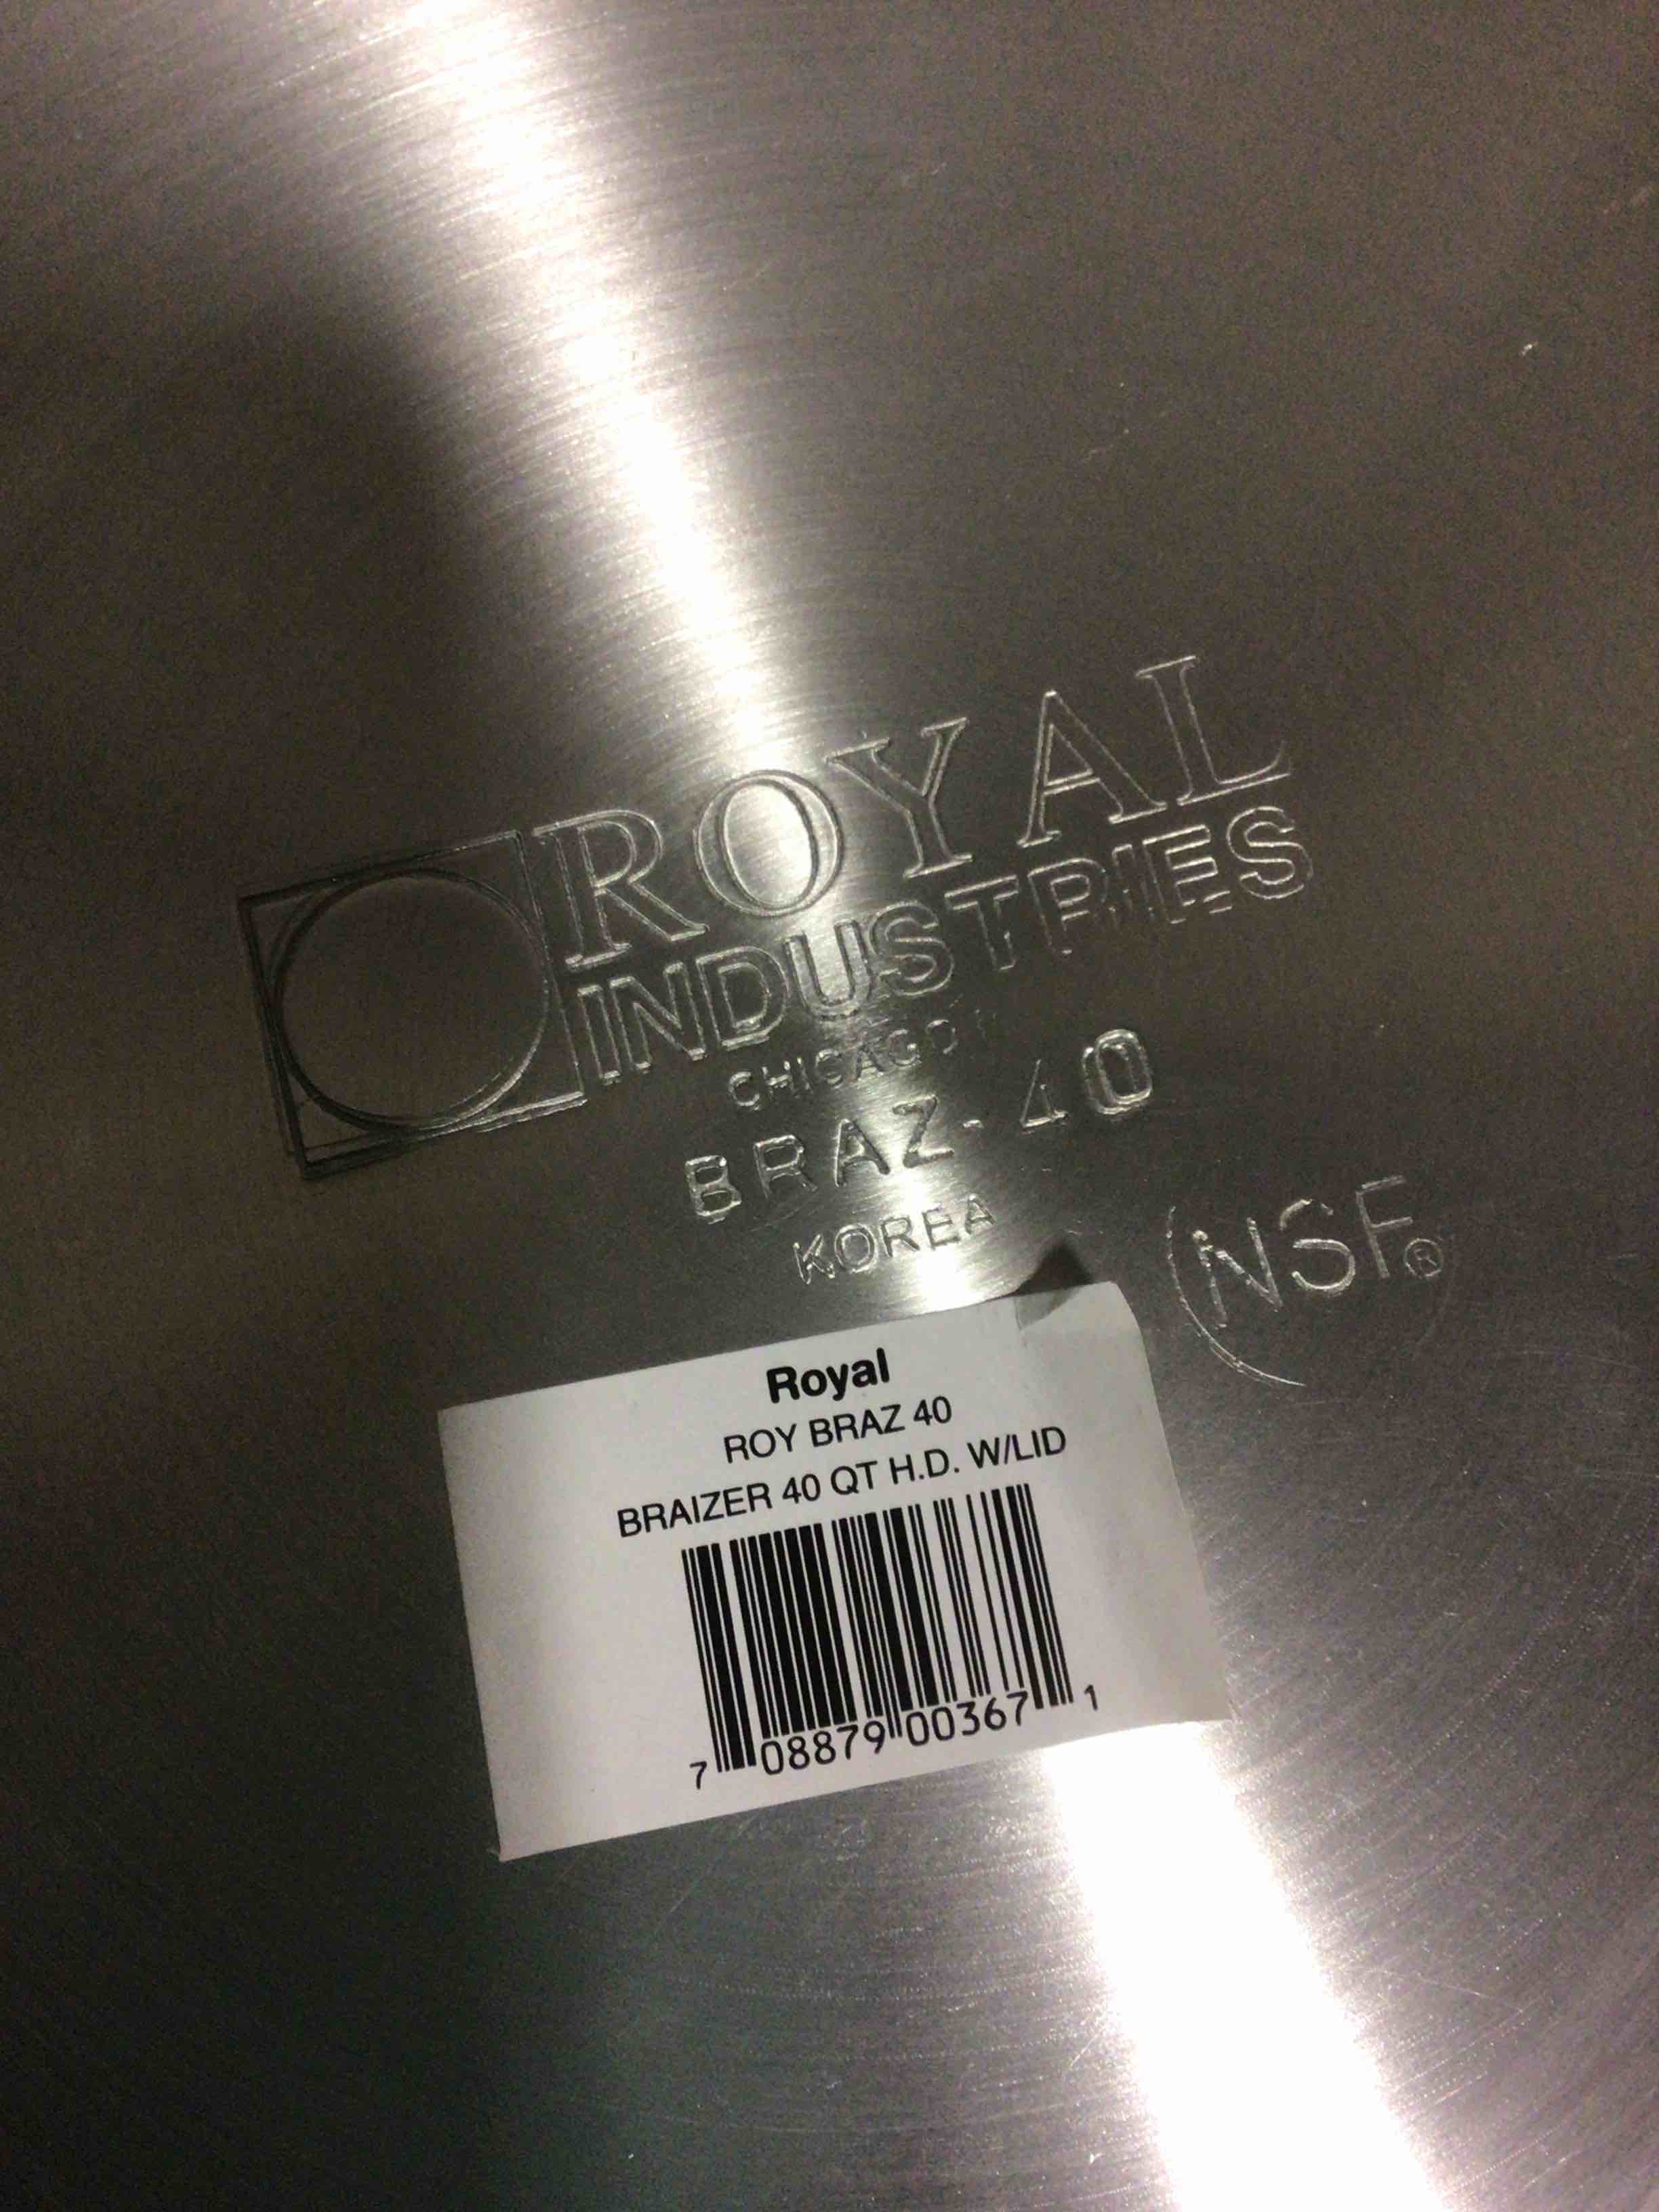 ROYAL
INDUSTRIES
CHICAGO
BRAZ-40
KOREA
NSF®
Royal
ROY BRAZ 40
BRAIZER 40 QT H.D. W/LID
7 08879 00367 1